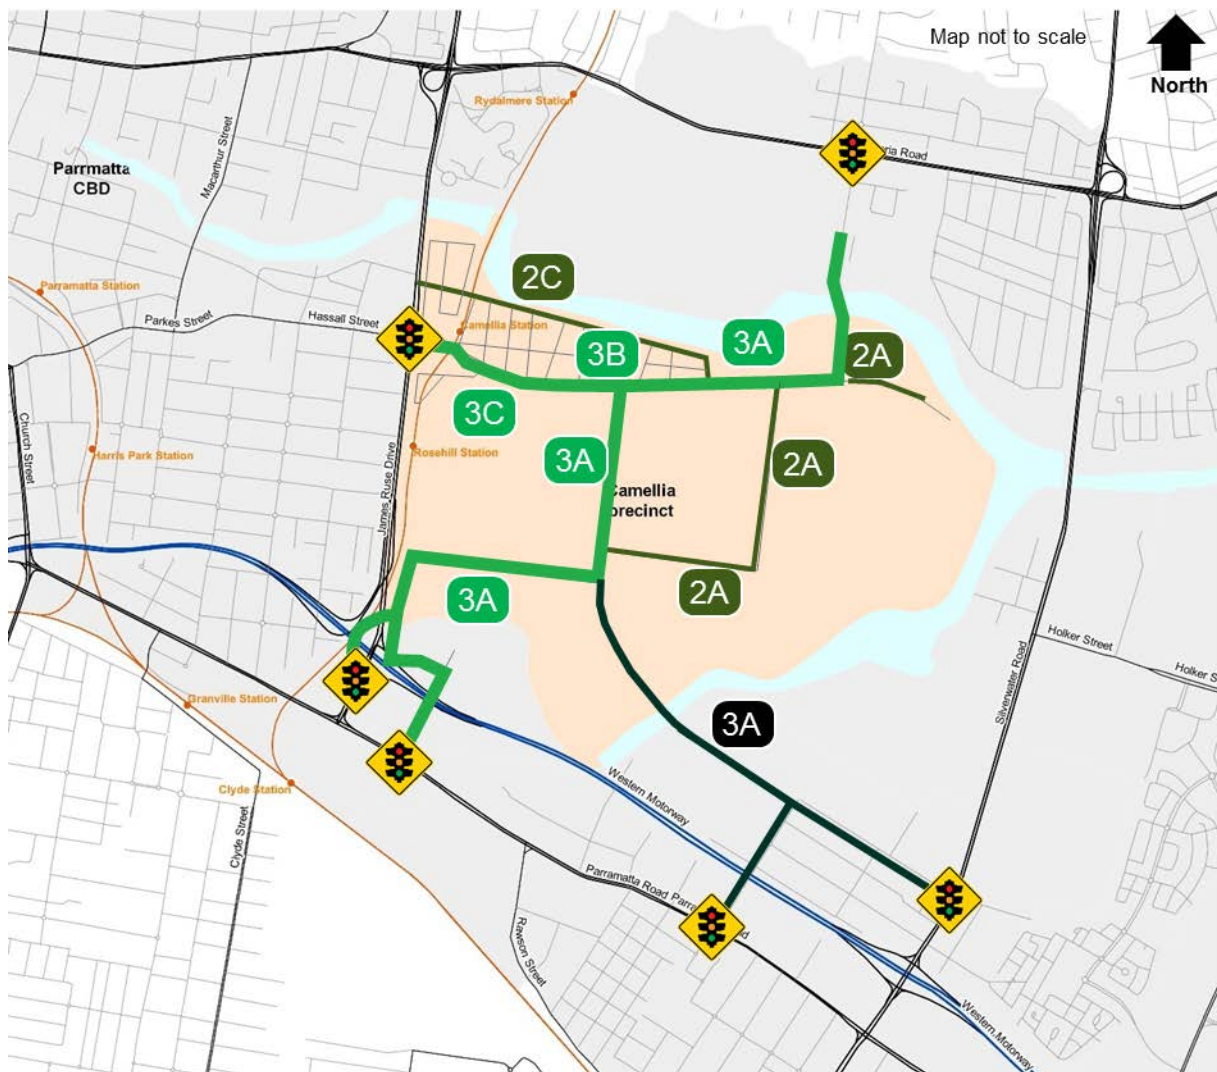 Map not to scale
North
Rydalmere Station
Macarthur Street
ria Road
Parrmatta
CBD
2C
Parramatta Station
Parkes Street
Hassall Street
Camellia Station
3B
3A
2A
3C
Church Street
Harris Park Station
James Ruse Drive
Rosehill Station
3A
2A
Camellia
precinct
3A
2A
Holker Street
Holker S
Silverwater Road
Granville Station
3A
Clyde Station
Western Motorway
Clyde Street
Parramatta Road Parra
d
Rawson Street
Western Motorway